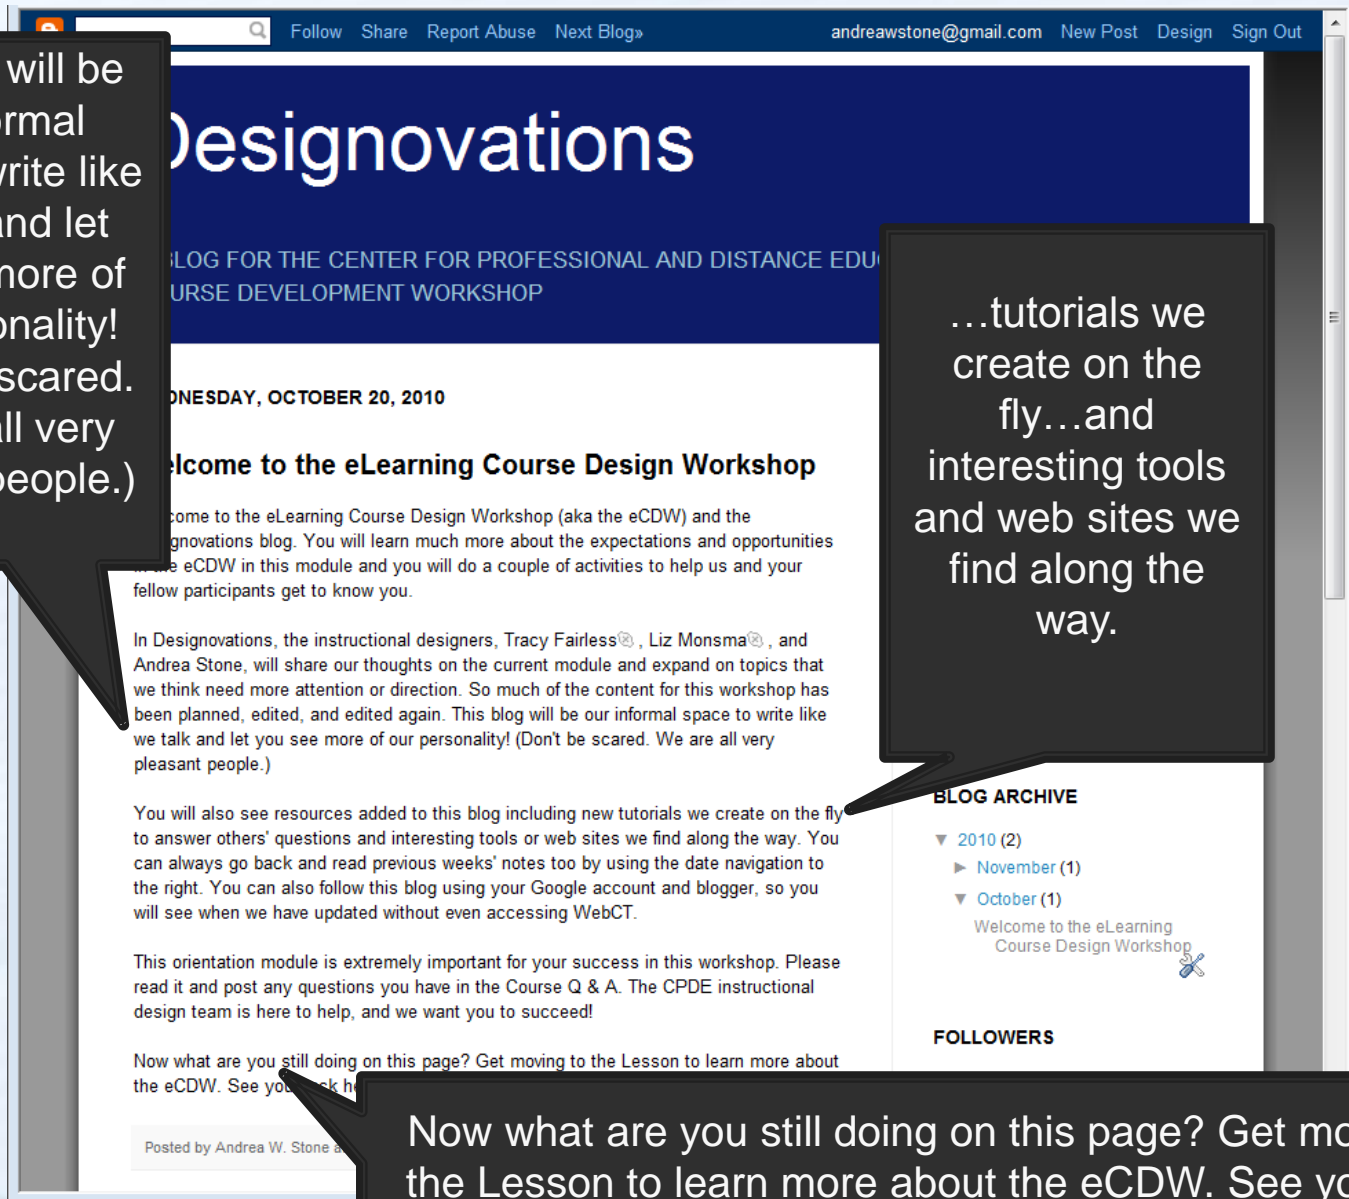 Follow Share Report Abuse Next Blog» andreawstone@gmail.com New Post Design Sign Out
Designovations
BLOG FOR THE CENTER FOR PROFESSIONAL AND DISTANCE
DEVELOPMENT WORKSHOP
will be
write like
and let
more of
scared.
all very
people.)
…tutorials we
create on the
fly…and
interesting tools
and web sites we
find along the
way.
OCTOBER 20, 2010
Welcome to the eLearning Course Design Workshop
Welcome to the eLearning Course Design Workshop (aka the eCDW) and the
Designovations blog. You will learn much more about the expectations and opportunities
in the eCDW in this module and you will do a couple of activities to help us and your
fellow participants get to know you.
In Designovations, the instructional designers, Tracy Fairless , Liz Monsma , and
Andrea Stone, will share our thoughts on the current module and expand on topics that
we think need more attention or direction. So much of the content for this workshop has
been planned, edited, and edited again. This blog will be our informal space to write like
we talk and let you see more of our personality! (Don't be scared. We are all very
pleasant people.)
You will also see resources added to this blog including new tutorials we create on the fly
to answer others' questions and interesting tools or web sites we find along the way. You
can always go back and read previous weeks' notes too by using the date navigation to
the right. You can also follow this blog using your Google account and blogger, so you
will see when we have updated without even accessing WebCT.
This orientation module is extremely important for your success in this workshop. Please
read it and post any questions you have in the Course Q & A. The CPDE instructional
design team is here to help, and we want you to succeed!
Now what are you still doing on this page? Get moving to the Lesson to learn more about
the eCDW. See you
Posted by Andrea W. Stone
BLOG ARCHIVE
▼ 2010 (2)
► November (1)
▼ October (1)
Welcome to the eLearning
Course Design Workshop
FOLLOWERS
Now what are you still doing on this page? Get
the Lesson to learn more about the eCDW. See